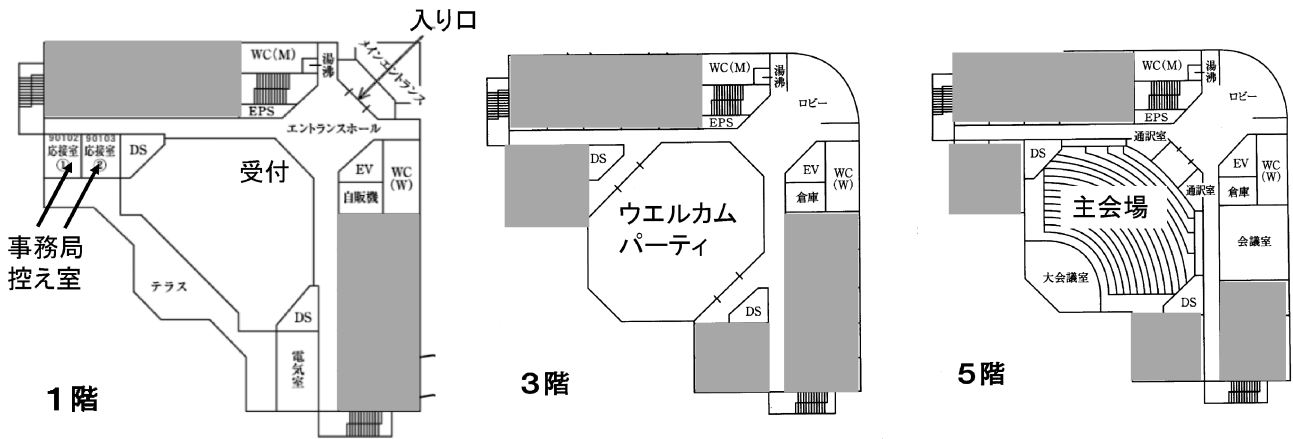 入り口
メインエントランス
WC(M)
湯沸
EPS
エントランスホール
90102
応接室
①
90103
応接室
②
DS
受付
EV
WC
(W)
自販機
事務局
控え室
テラス
DS
電気室
1階
WC(M)
湯沸
ロビー
EPS
DS
EV
WC
(W)
倉庫
ウエルカム
パーティ
DS
3階
WC(M)
湯沸
ロビー
EPS
通訳室
DS
EV
WC
(W)
通訳室
倉庫
主会場
会議室
大会議室
DS
5階